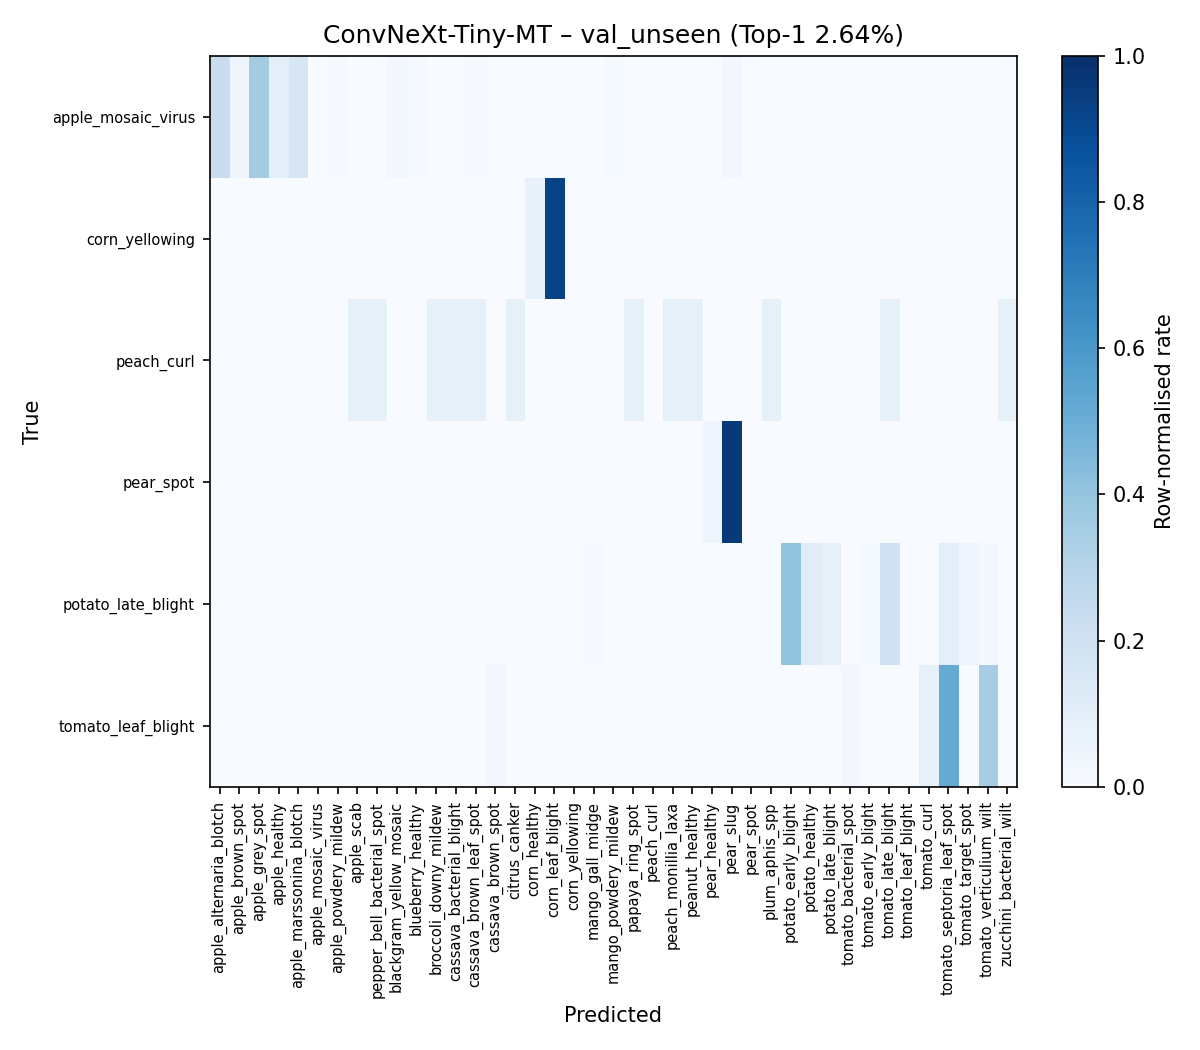 ConvNeXt-Tiny-MT – val_unseen (Top-1 2.64%)
True
apple_mosaic_virus
corn_yellowing
peach_curl
pear_spot
potato_late_blight
tomato_leaf_blight
apple_alternaria_blotch
apple_brown_spot
apple_grey_spot
apple_healthy
apple_marssonina_blotch
apple_mosaic_virus
apple_powdery_mildew
apple_scab
pepper_bell_bacterial_spot
blackgram_yellow_mosaic
blueberry_healthy
broccoli_downy_mildew
cassava_bacterial_blight
cassava_brown_leaf_spot
cassava_brown_spot
citrus_canker
corn_healthy
corn_leaf_blight
corn_yellowing
mango_gall_midge
mango_powdery_mildew
papaya_ring_spot
peach_curl
peach_monillia_laxa
peanut_healthy
pear_healthy
pear_slug
pear_spot
plum_aphis_spp
potato_early_blight
potato_healthy
potato_late_blight
tomato_bacterial_spot
tomato_early_blight
tomato_late_blight
tomato_leaf_blight
tomato_curl
tomato_septoria_leaf_spot
tomato_target_spot
tomato_verticulium_wilt
zucchini_bacterial_wilt
Predicted
1.0
0.8
0.6
0.4
0.2
0.0
Row-normalised rate